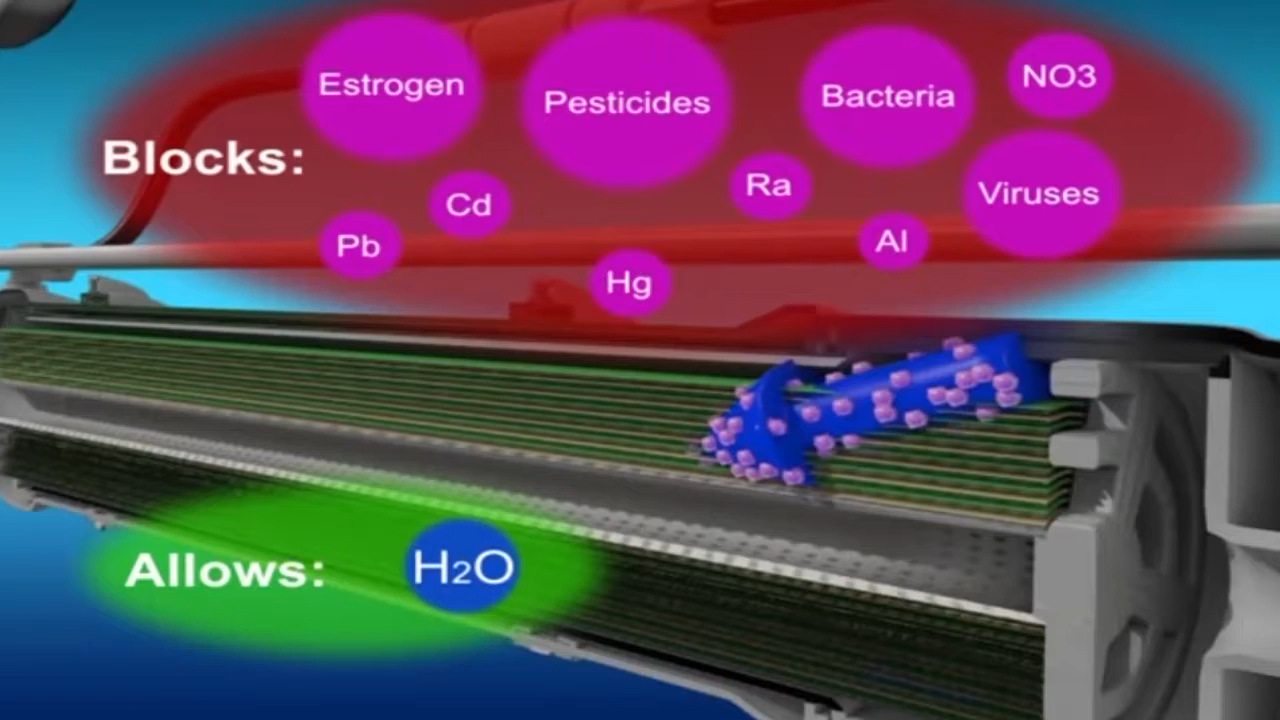 Blocks:
Estrogen
Pesticides
Bacteria
NO3
Cd
Ra
Viruses
Pb
Hg
Al
Allows:
H2O